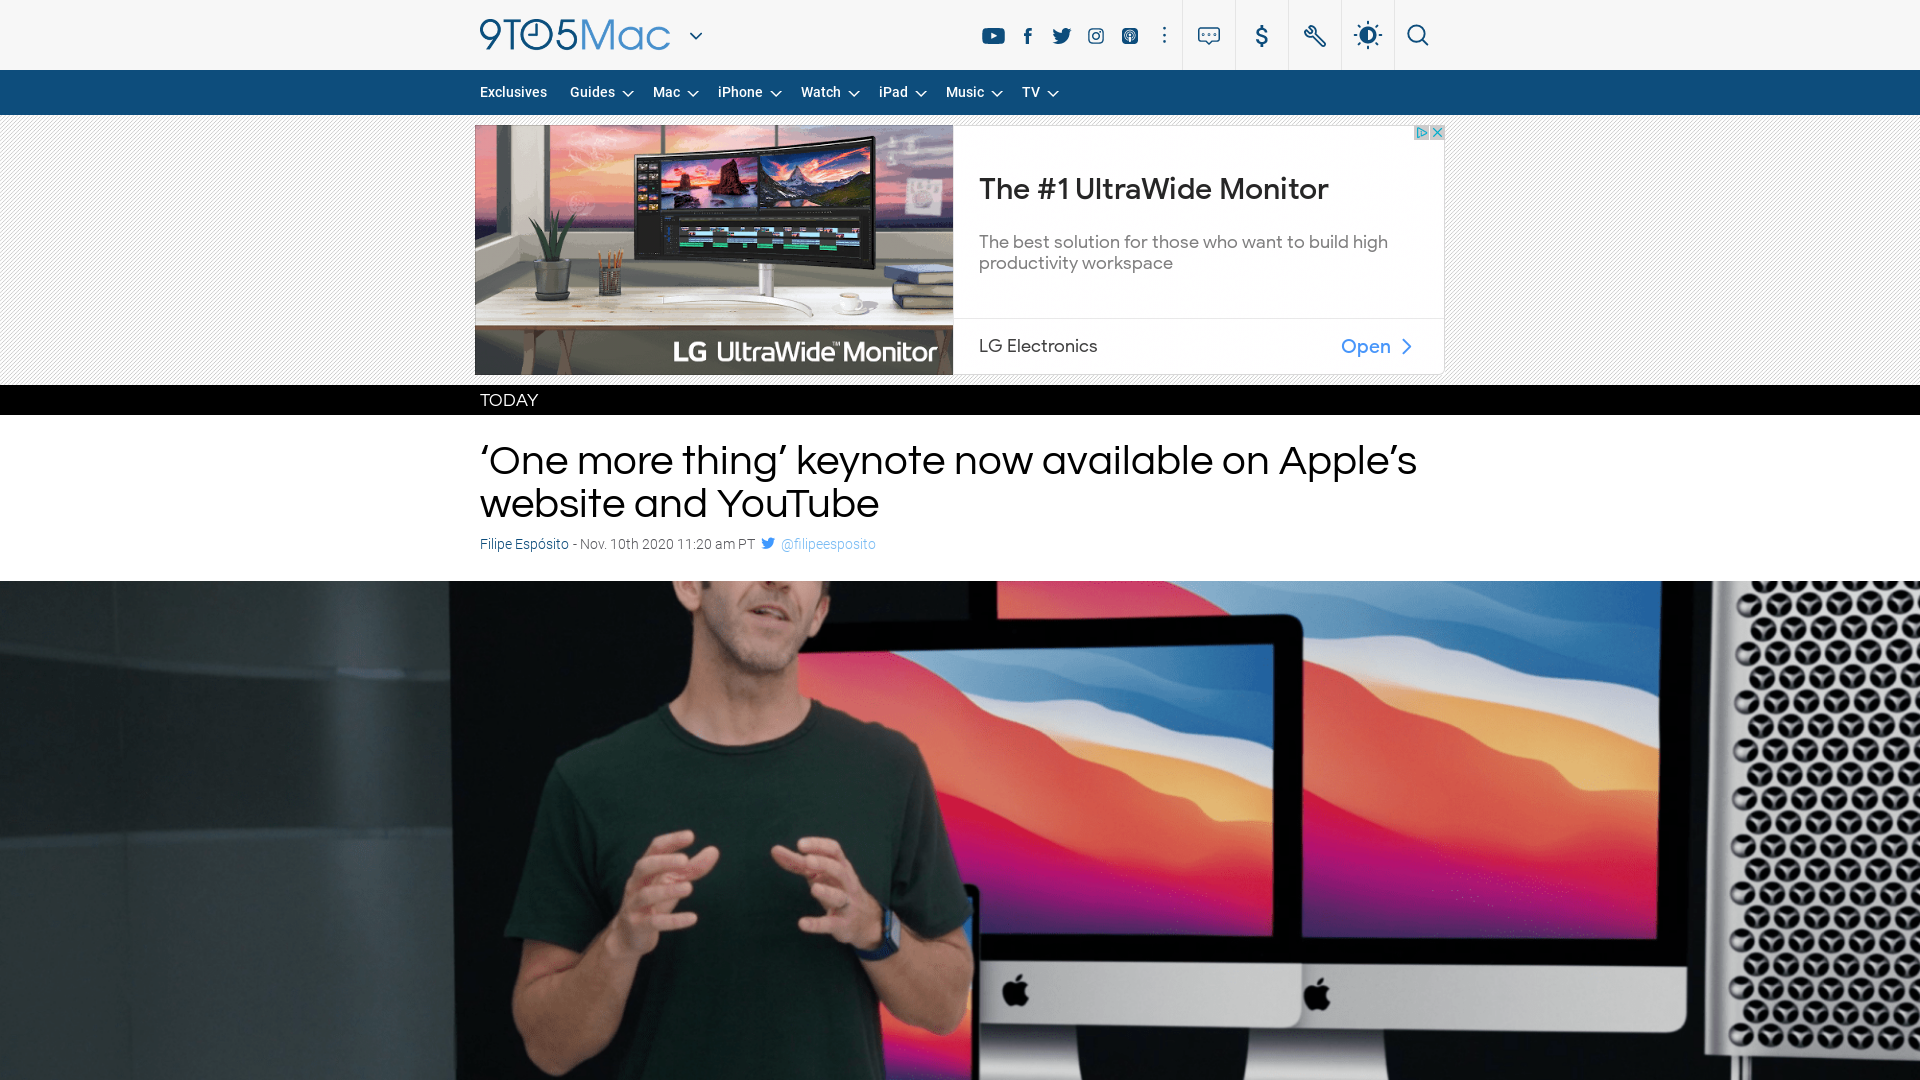 9TO5Mac
Exclusives Guides Mac iPhone Watch iPad Music TV
The #1 UltraWide Monitor
The best solution for those who want to build high
productivity workspace
LG UltraWide™ Monitor
LG Electronics
Open
TODAY
‘One more thing’ keynote now available on Apple’s
website and YouTube
Filipe Espósito - Nov. 10th 2020 11:20 am PT @filipeesposito